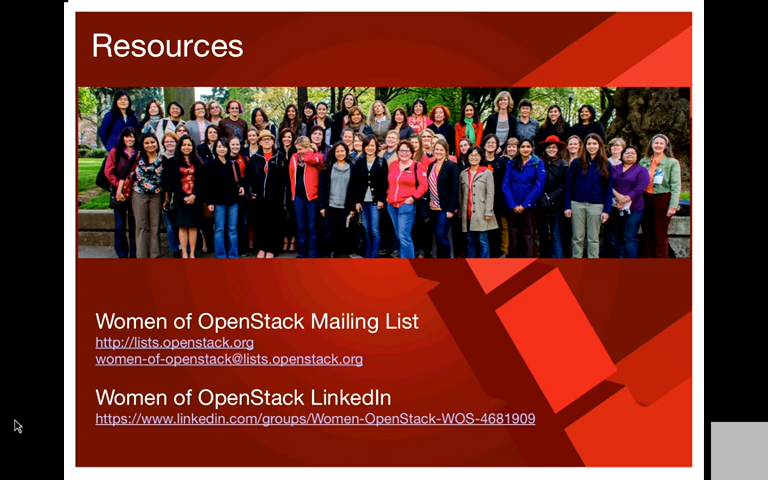 Resources
Women of OpenStack Mailing List
http://lists.openstack.org
women-of-openstack@lists.openstack.org
Women of OpenStack LinkedIn
https://www.linkedin.com/groups/Women-OpenStack-WOS-4681909